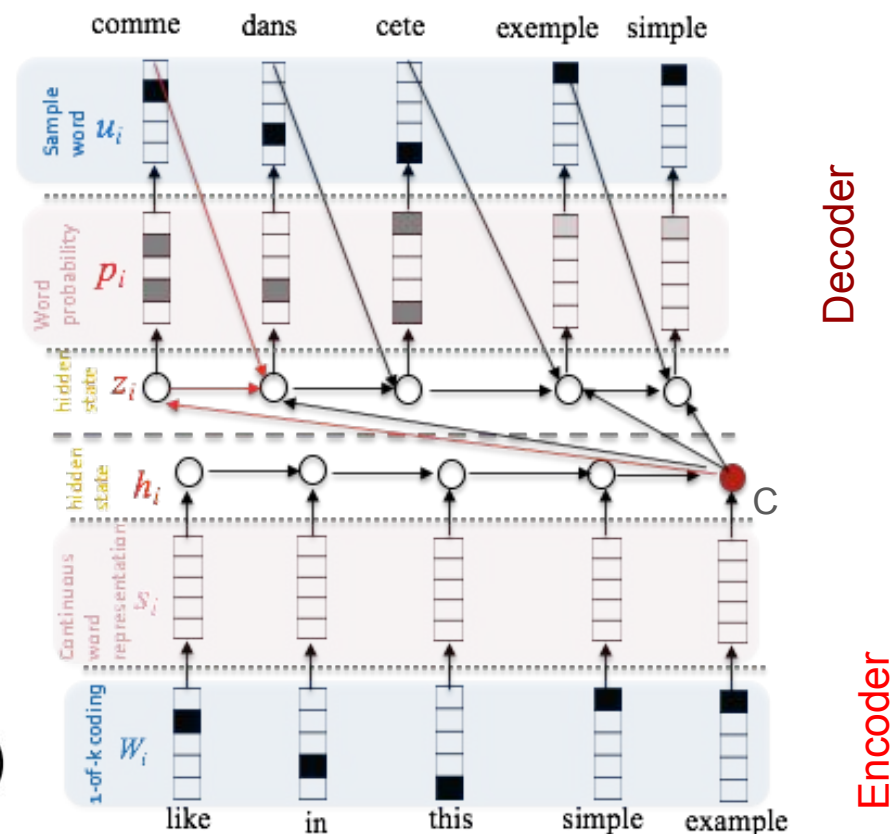 comme dans cete exemple simple
Sample
word
u_i
Word
probability
p_i
hidden
state
z_i
Decoder
hidden
state
h_i
C
Continuous
word
representation
s_i
1-of-k coding
W_i
Encoder
like in this simple example